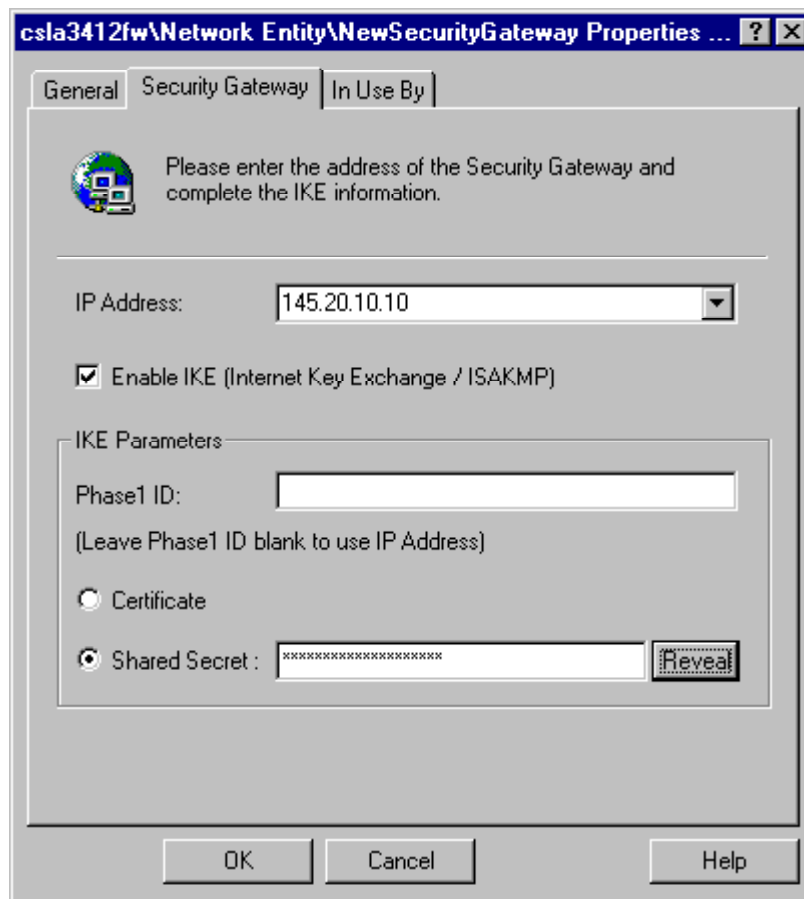 csla3412fw\Network Entity\NewSecurityGateway Properties ... ?
General Security Gateway In Use By
Please enter the address of the Security Gateway and
complete the IKE information.
IP Address: 145.20.10.10
Enable IKE (Internet Key Exchange / ISAKMP)
IKE Parameters
Phase1 ID:
(Leave Phase1 ID blank to use IP Address)
Certificate
Shared Secret : ******************** Reveal
OK Cancel Help